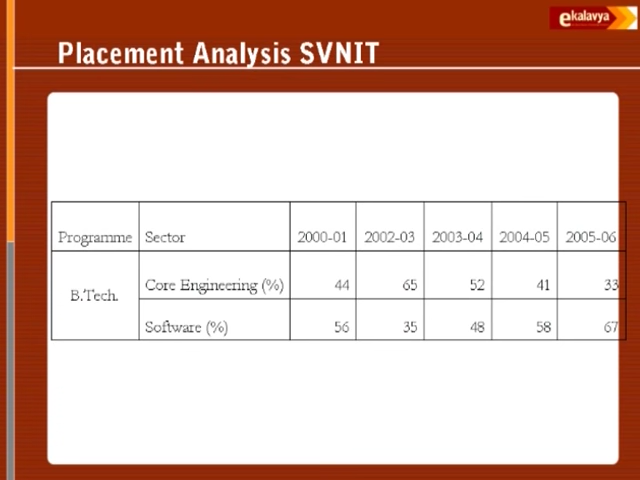 ekalavya
Placement Analysis SVNIT
Programme Sector 2000-01 2002-03 2003-04 2004-05 2005-06
B.Tech. Core Engineering (%) 44 65 52 41 33
Software (%) 56 35 48 58 67